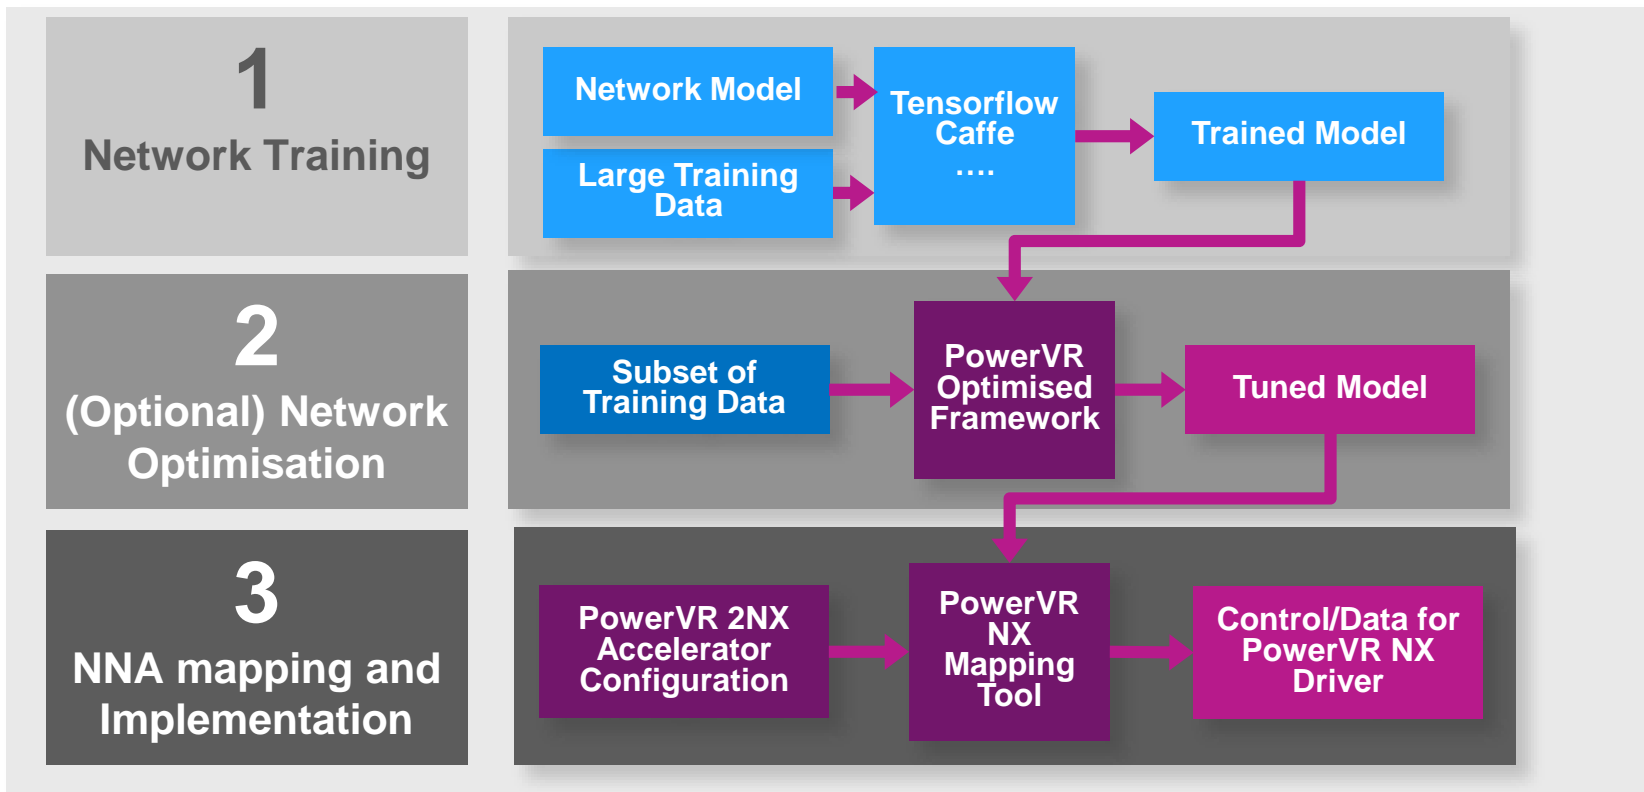 1
Network Training
Network Model
Large Training
Data
Tensorflow
Caffe
....
Trained Model
2
(Optional) Network
Optimisation
Subset of
Training Data
PowerVR
Optimised
Framework
Tuned Model
3
NNA mapping and
Implementation
PowerVR 2NX
Accelerator
Configuration
PowerVR
NX
Mapping
Tool
Control/Data for
PowerVR NX
Driver